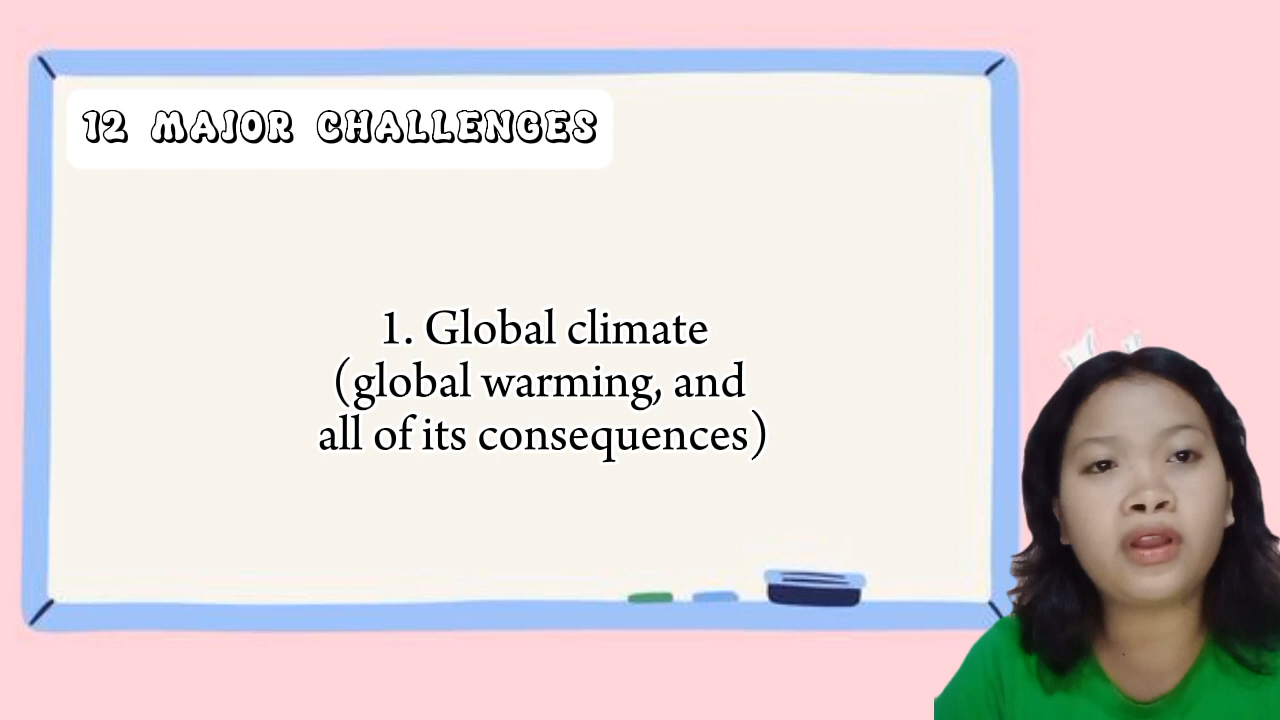 12 MAJOR CHALLENGES
1. Global climate
(global warming, and
all of its consequences)